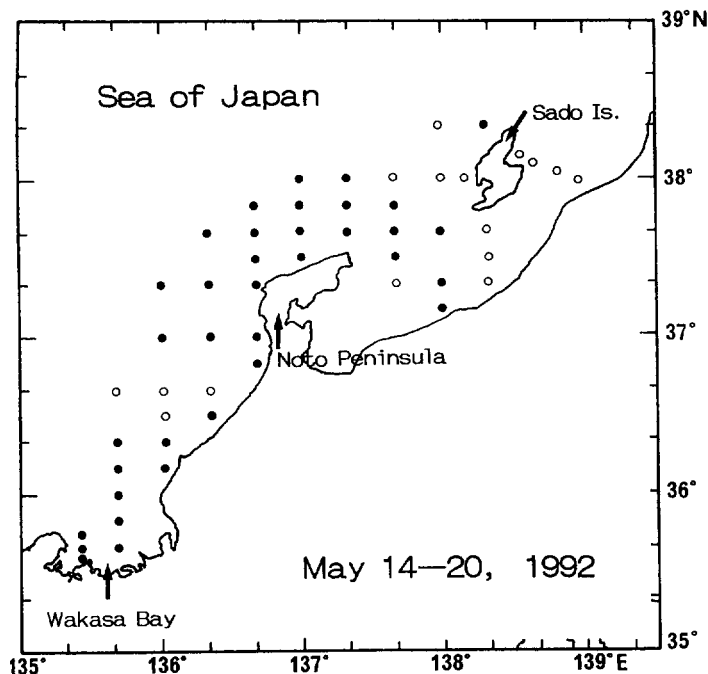 39°N
Sea of Japan
Sado Is.
38°
37°
Noto Peninsula
36°
May 14—20, 1992
Wakasa Bay
35°
135° 136° 137° 138° 139°E